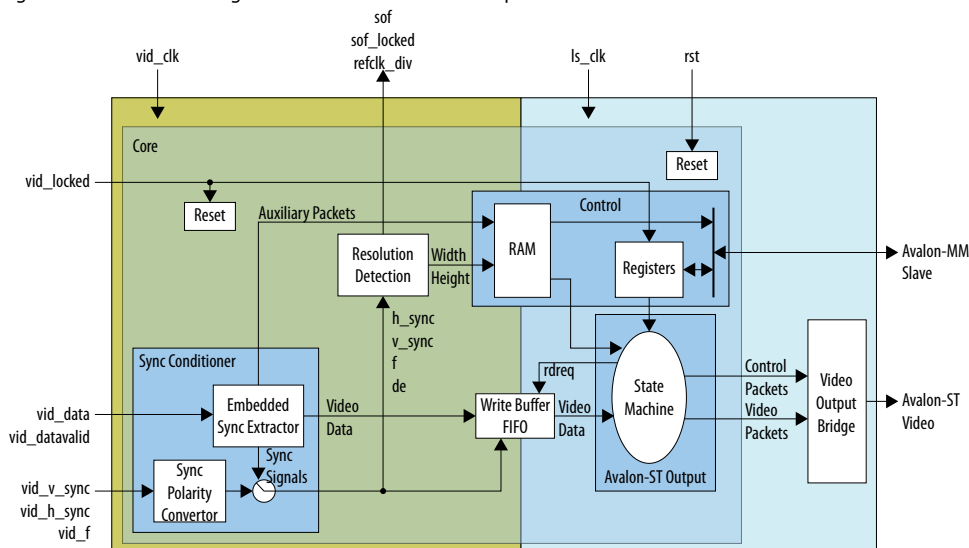 sof
sof_locked
refclk_div
vid_clk
ls_clk
rst
Core
Reset
vid_locked
Reset
Auxiliary Packets
Control
RAM
Resolution
Detection
Width
Height
Registers
Avalon-MM
Slave
h_sync
v_sync
f
de
Sync Conditioner
rdreq
Embedded
Sync Extractor
Video
Data
Write Buffer
FIFO
Video
Data
State
Machine
Control
Packets
Video
Packets
Video
Output
Bridge
Avalon-ST
Video
vid_data
vid_datavalid
Sync
Signals
Sync
Polarity
Convertor
Avalon-ST Output
vid_v_sync
vid_h_sync
vid_f